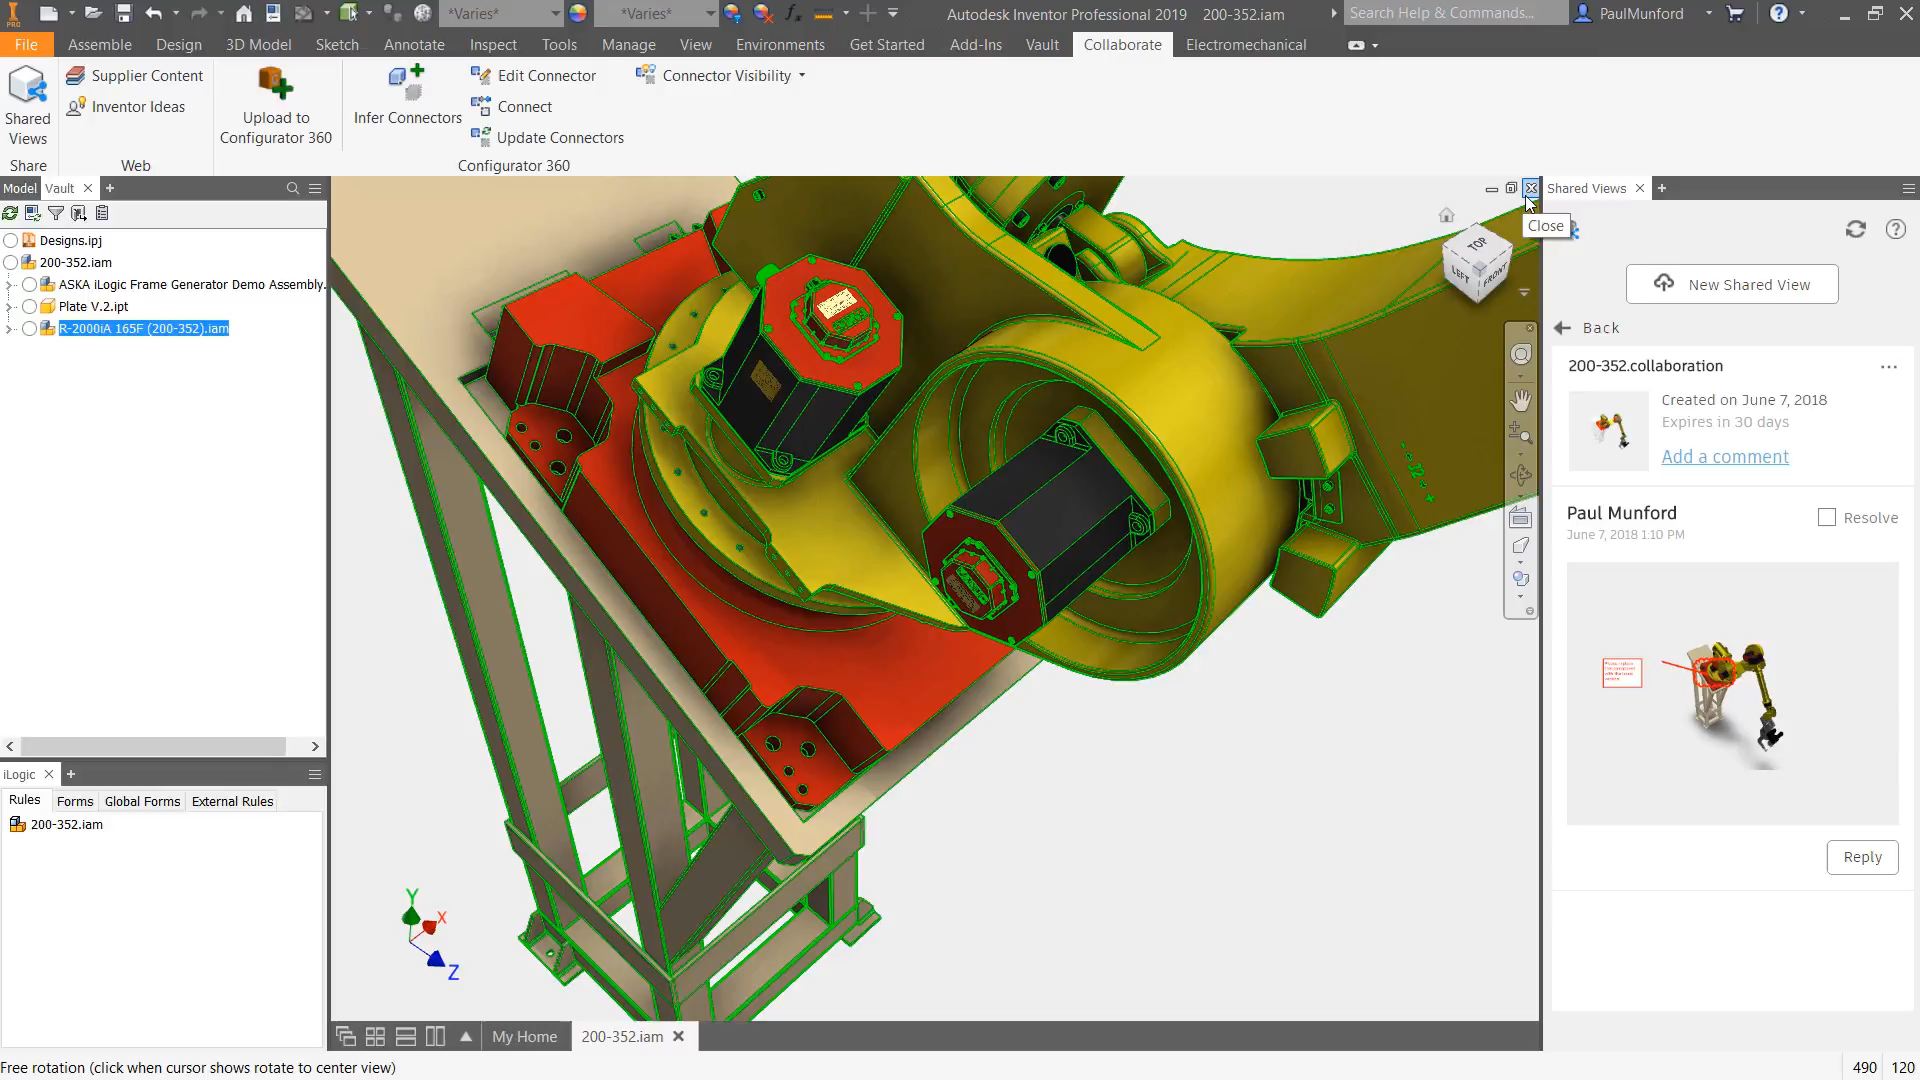 *Varies*
*Varies*
Autodesk Inventor Professional 2019
200-352.iam
Search Help & Commands...
PaulMunford
PRO
File
Assemble
Design
3D Model
Sketch
Annotate
Inspect
Tools
Manage
View
Environments
Get Started
Add-Ins
Vault
Collaborate
Electromechanical
Shared
Views
Share
Supplier Content
Inventor Ideas
Web
Upload to
Configurator 360
Infer Connectors
Edit Connector
Connect
Update Connectors
Connector Visibility
Configurator 360
Model
Vault
Designs.ipj
200-352.iam
ASKA iLogic Frame Generator Demo Assembly.
Plate V.2.ipt
R-2000iA 165F (200-352).iam
iLogic
Rules
Forms
Global Forms
External Rules
200-352.iam
TOP
LEFT
FRONT
Close
J2
Y
X
Z
My Home
200-352.iam
Shared Views
New Shared View
Back
200-352.collaboration
Created on June 7, 2018
Expires in 30 days
Add a comment
Paul Munford
June 7, 2018 1:10 PM
Resolve
Reply
Free rotation (click when cursor shows rotate to center view)
490
120